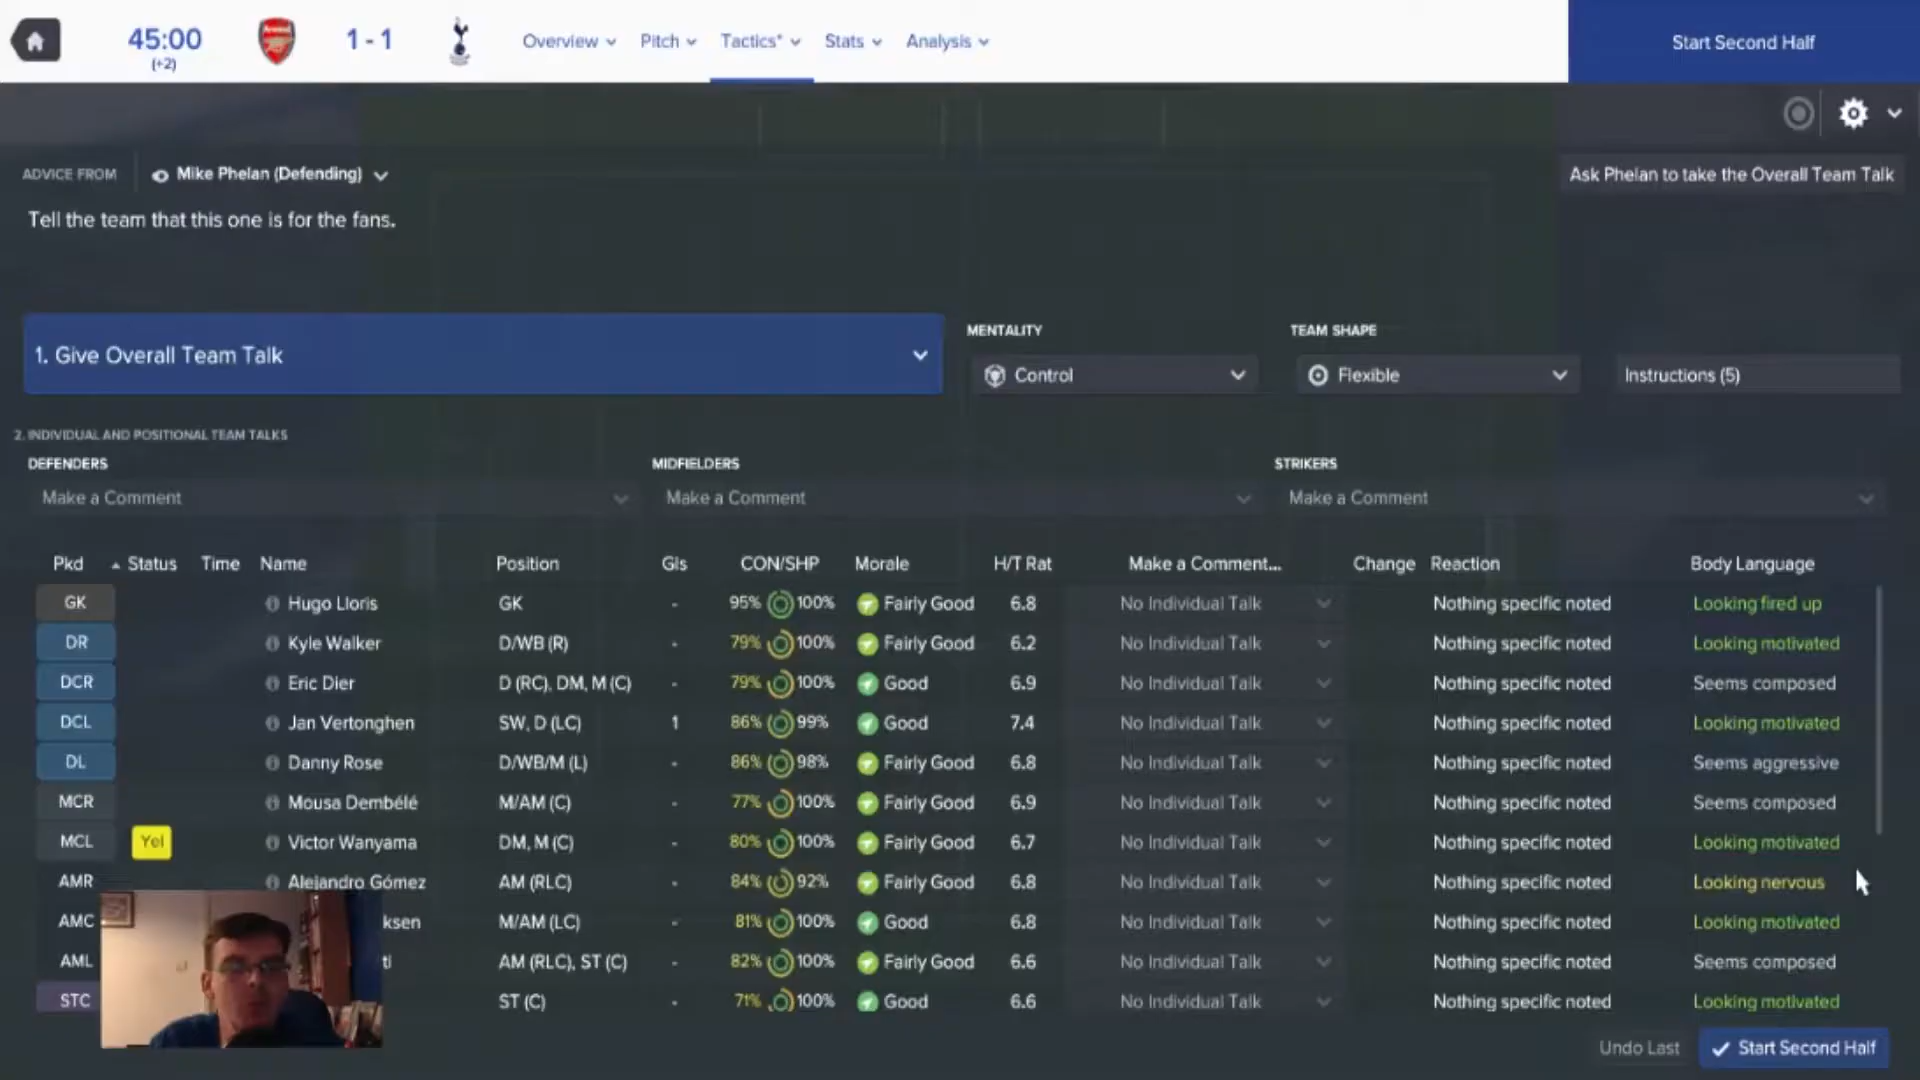 45:00 1 - 1 Overview Pitch Tactics* Stats Analysis Start Second Half
(+2)
ADVICE FROM Mike Phelan (Defending) Ask Phelan to take the Overall Team Talk
Tell the team that this one is for the fans.
MENTALITY TEAM SHAPE
1. Give Overall Team Talk Control Flexible Instructions (5)
2. INDIVIDUAL AND POSITIONAL TEAM TALKS
DEFENDERS MIDFIELDERS STRIKERS
Make a Comment Make a Comment Make a Comment
Pkd Status Time Name Position Gls CON/SHP Morale H/T Rat Make a Comment... Change Reaction Body Language
GK Hugo Lloris GK - 95% 100% Fairly Good 6.8 No Individual Talk Nothing specific noted Looking fired up
DR Kyle Walker D/WB (R) - 79% 100% Fairly Good 6.2 No Individual Talk Nothing specific noted Looking motivated
DCR Eric Dier D (RC), DM, M (C) - 79% 100% Good 6.9 No Individual Talk Nothing specific noted Seems composed
DCL Jan Vertonghen SW, D (LC) 1 86% 99% Good 7.4 No Individual Talk Nothing specific noted Looking motivated
DL Danny Rose D/WB/M (L) - 86% 98% Fairly Good 6.8 No Individual Talk Nothing specific noted Seems aggressive
MCR Mousa Dembélé M/AM (C) - 77% 100% Fairly Good 6.9 No Individual Talk Nothing specific noted Seems composed
MCL Yel Victor Wanyama DM, M (C) - 80% 100% Fairly Good 6.7 No Individual Talk Nothing specific noted Looking motivated
AMR Alejandro Gómez AM (RLC) - 84% 92% Fairly Good 6.8 No Individual Talk Nothing specific noted Looking nervous
AMC ksen M/AM (LC) - 81% 100% Good 6.8 No Individual Talk Nothing specific noted Looking motivated
AML ti AM (RLC), ST (C) - 82% 100% Fairly Good 6.6 No Individual Talk Nothing specific noted Seems composed
STC ST (C) - 71% 100% Good 6.6 No Individual Talk Nothing specific noted Looking motivated
Undo Last Start Second Half